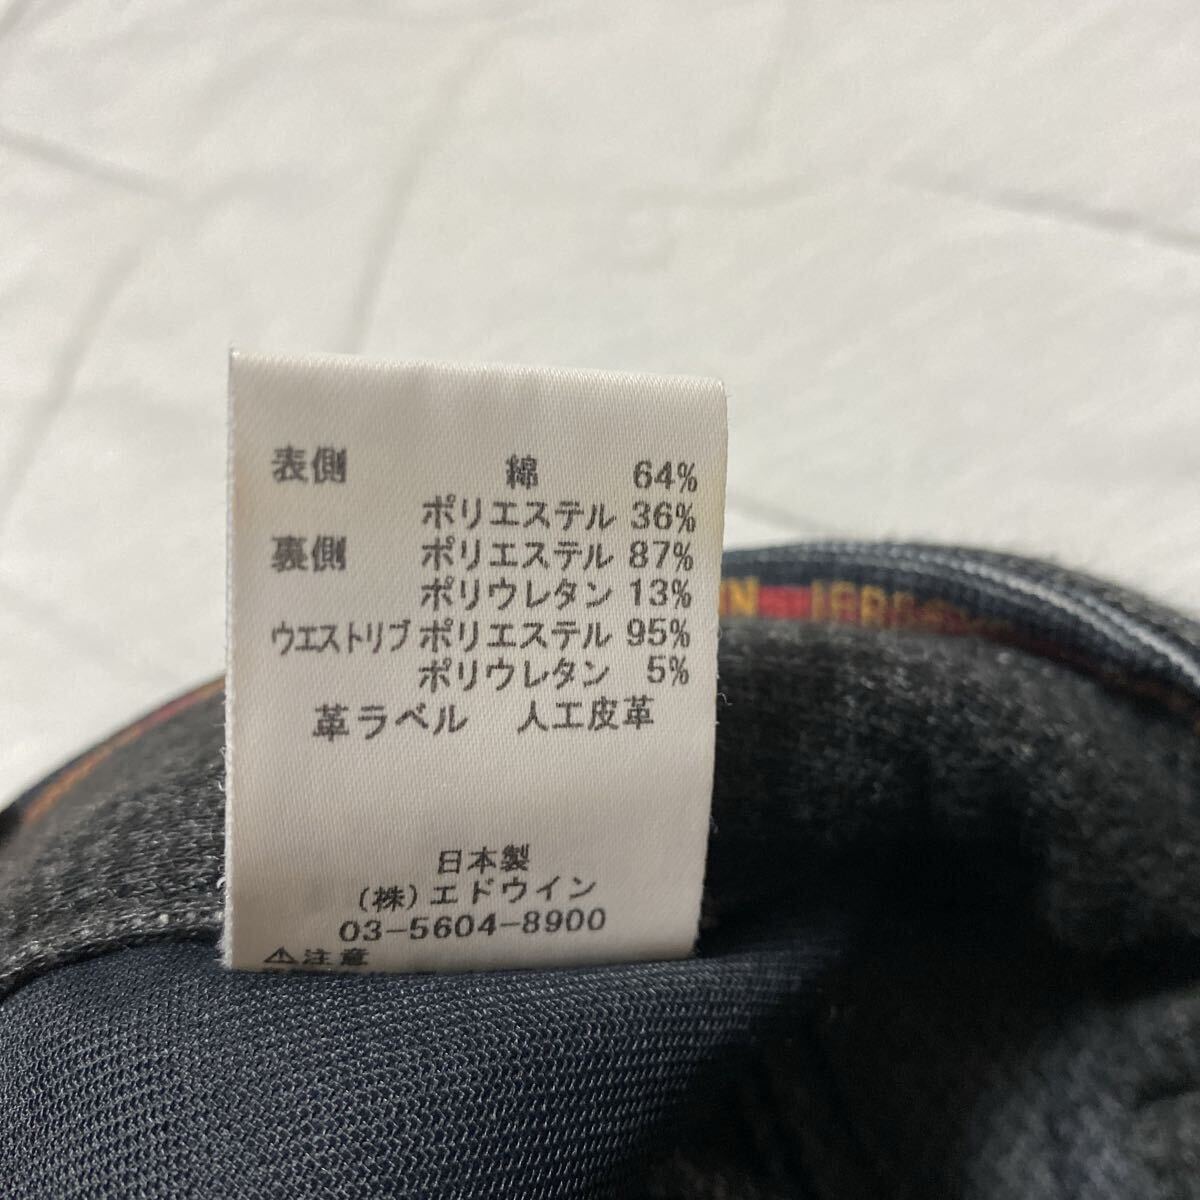 表側 綿 64%
ポリエステル 36%
裏側 ポリエステル 87%
ポリウレタン 13%
ウエストリブ ポリエステル 95%
ポリウレタン 5%
革ラベル 人工皮革
日本製
(株)エドウイン
03-5604-8900
⚠注意